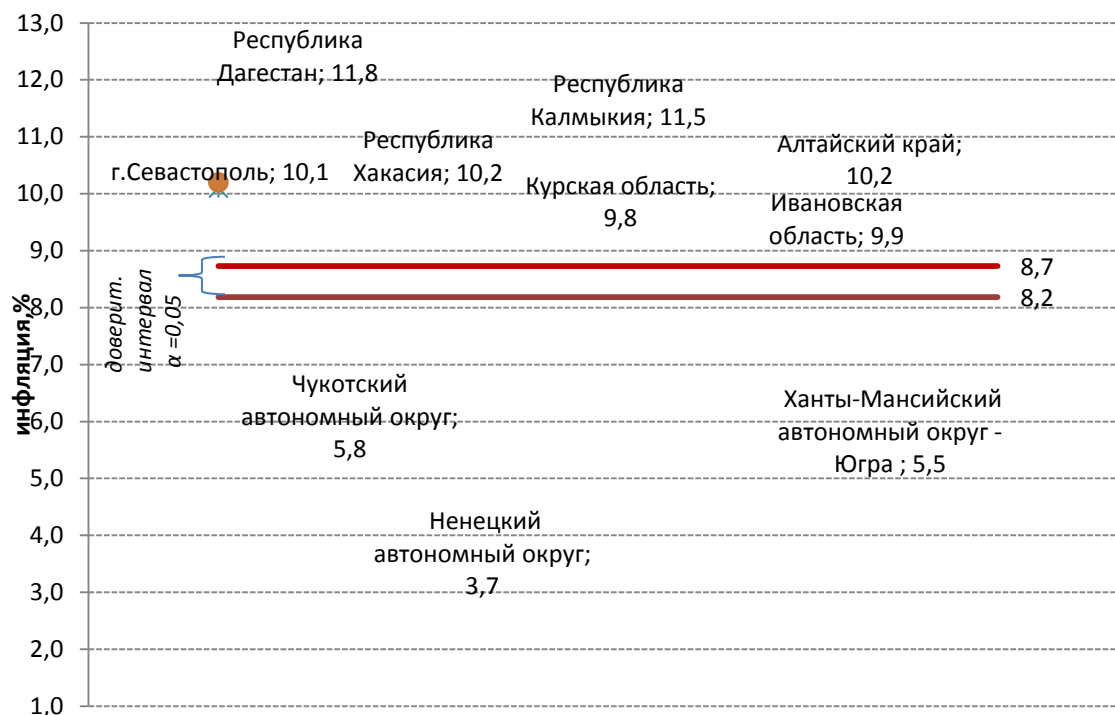 13,0
12,0
11,0
10,0
9,0
8,0
7,0
6,0
5,0
4,0
3,0
2,0
1,0
инфляция,%
Республика
Дагестан; 11,8
Республика
Калмыкия; 11,5
г.Севастополь; 10,1
Республика
Хакасия; 10,2
Курская область;
9,8
Алтайский край;
10,2
Ивановская
область; 9,9
8,7
8,2
доверит.
интервал
α =0,05
Чукотский
автономный округ;
5,8
Ханты-Мансийский
автономный округ -
Югра ; 5,5
Ненецкий
автономный округ;
3,7